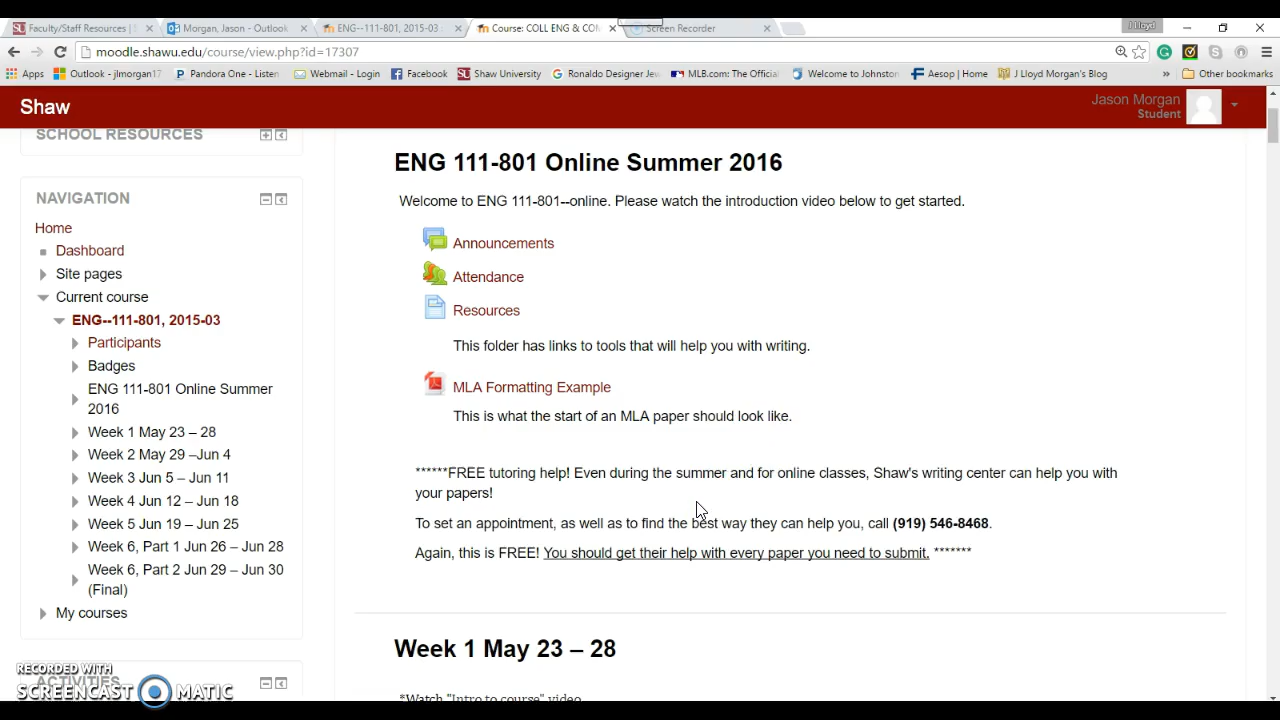 Faculty/Staff Resources |
Morgan, Jason - Outlook
ENG--111-801, 2015-03
Course: COLL ENG & CON
Screen Recorder
J Lloyd
moodle.shawu.edu/course/view.php?id=17307
Apps
Outlook - jlmorgan17
Pandora One - Listen
Webmail - Login
Facebook
Shaw University
Ronaldo Designer Jew
MLB.com: The Official
Welcome to Johnston
Aesop | Home
J Lloyd Morgan's Blog
»
Other bookmarks
Shaw
Jason Morgan
Student
SCHOOL RESOURCES
NAVIGATION
Home
Dashboard
Site pages
Current course
ENG--111-801, 2015-03
Participants
Badges
ENG 111-801 Online Summer
2016
Week 1 May 23 – 28
Week 2 May 29 –Jun 4
Week 3 Jun 5 – Jun 11
Week 4 Jun 12 – Jun 18
Week 5 Jun 19 – Jun 25
Week 6, Part 1 Jun 26 – Jun 28
Week 6, Part 2 Jun 29 – Jun 30
(Final)
My courses
ACTIVITIES
ENG 111-801 Online Summer 2016
Welcome to ENG 111-801--online. Please watch the introduction video below to get started.
Announcements
Attendance
Resources
This folder has links to tools that will help you with writing.
MLA Formatting Example
This is what the start of an MLA paper should look like.
******FREE tutoring help! Even during the summer and for online classes, Shaw's writing center can help you with
your papers!
To set an appointment, as well as to find the best way they can help you, call (919) 546-8468.
Again, this is FREE! You should get their help with every paper you need to submit. *******
Week 1 May 23 – 28
*Watch "Intro to course" video
RECORDED WITH
SCREENCAST MATIC